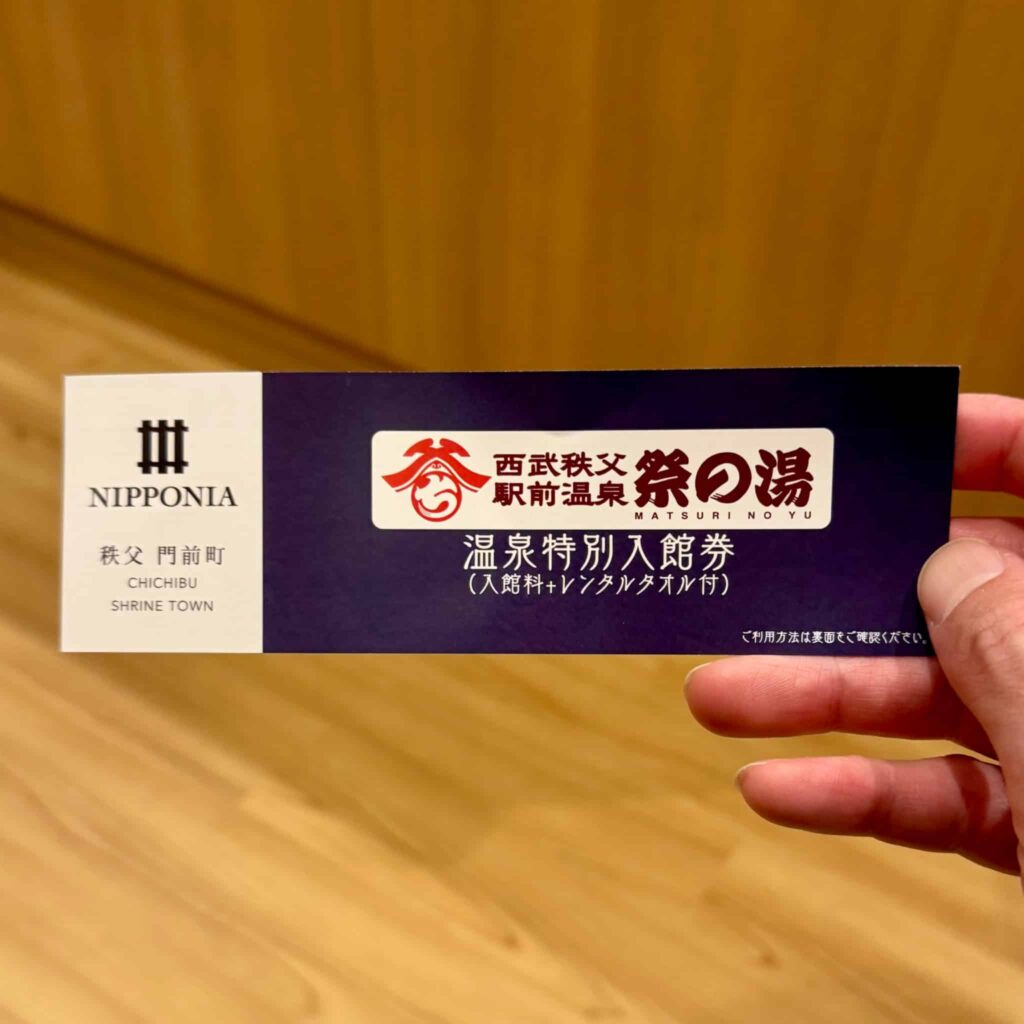 NIPPONIA
秩父 門前町
CHICHIBU
SHRINE TOWN
西武秩父
駅前温泉
祭の湯
MATSURI NO YU
温泉特別入館券
(入館料+レンタルタオル付)
ご利用方法は裏面をご確認ください。